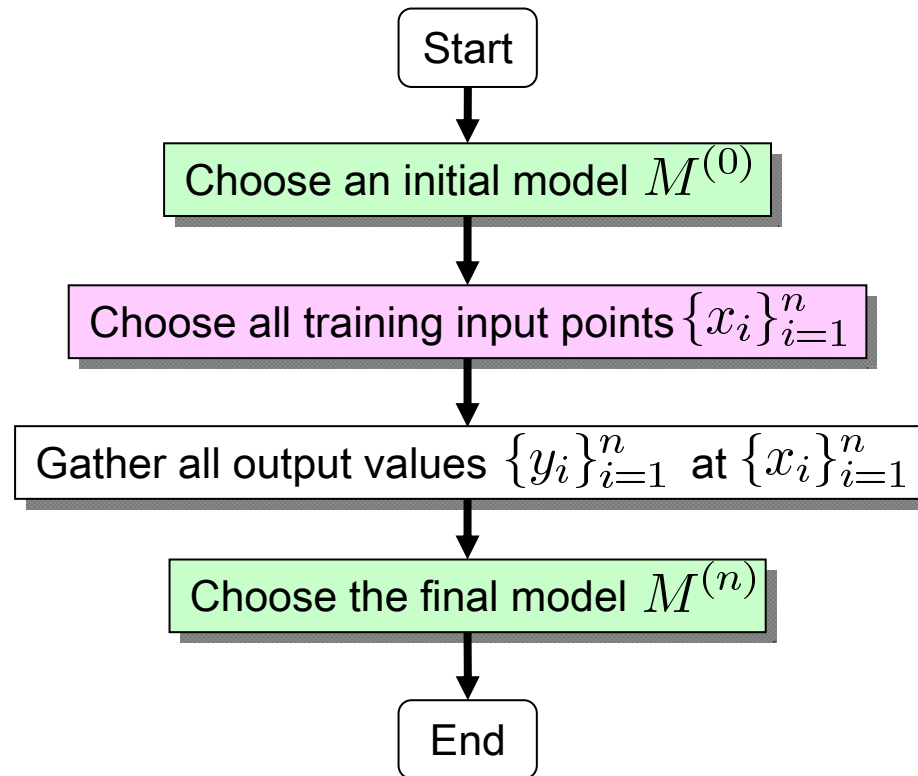 Start
Choose an initial model $M^{(0)}$
Choose all training input points $\{x_i\}_{i=1}^{n}$
Gather all output values $\{y_i\}_{i=1}^{n}$ at $\{x_i\}_{i=1}^{n}$
Choose the final model $M^{(n)}$
End